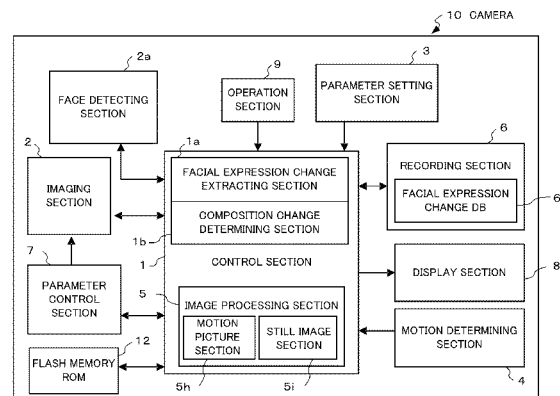 10 CAMERA
2a
9
3
FACE DETECTING
SECTION
OPERATION
SECTION
PARAMETER SETTING
SECTION
2
1a
6
IMAGING
SECTION
FACIAL EXPRESSION CHANGE
EXTRACTING SECTION
COMPOSITION CHANGE
DETERMINING SECTION
1b
RECORDING SECTION
FACIAL EXPRESSION
CHANGE DB
6
7
1
CONTROL SECTION
PARAMETER
CONTROL
SECTION
5
IMAGE PROCESSING SECTION
MOTION
PICTURE
SECTION
STILL IMAGE
SECTION
5h
5i
DISPLAY SECTION
8
MOTION DETERMINING
SECTION
4
12
FLASH MEMORY
ROM